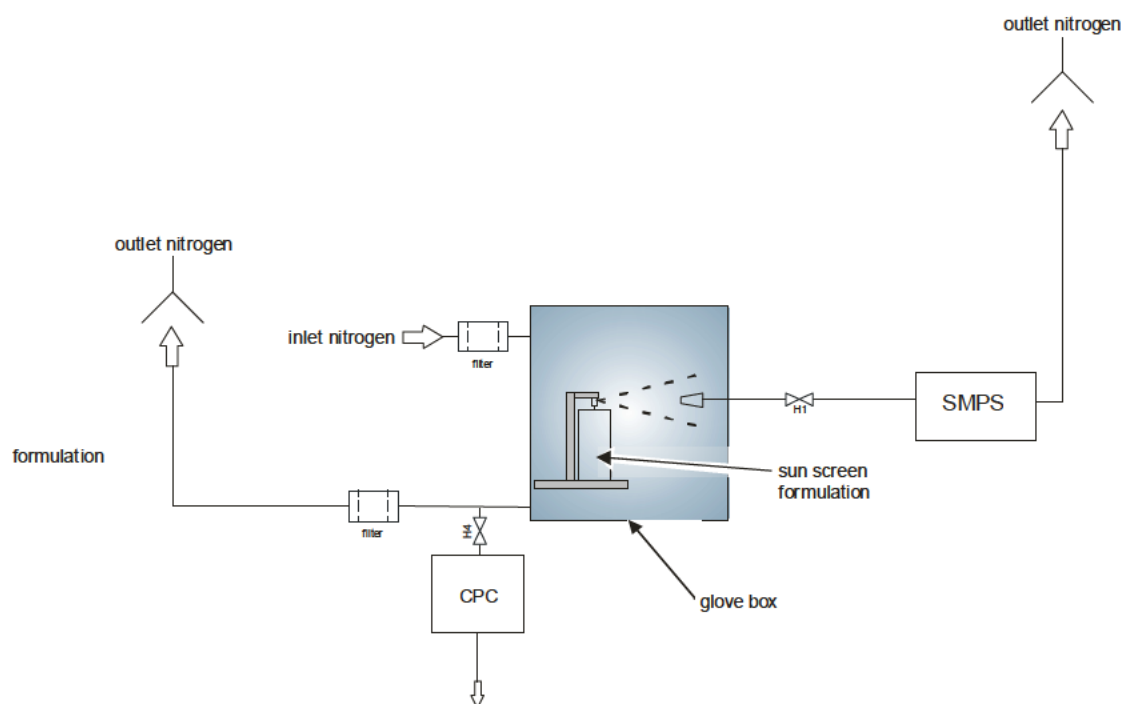 outlet nitrogen
outlet nitrogen
inlet nitrogen
filter
H1
SMPS
formulation
sun screen
formulation
filter
H4
CPC
glove box